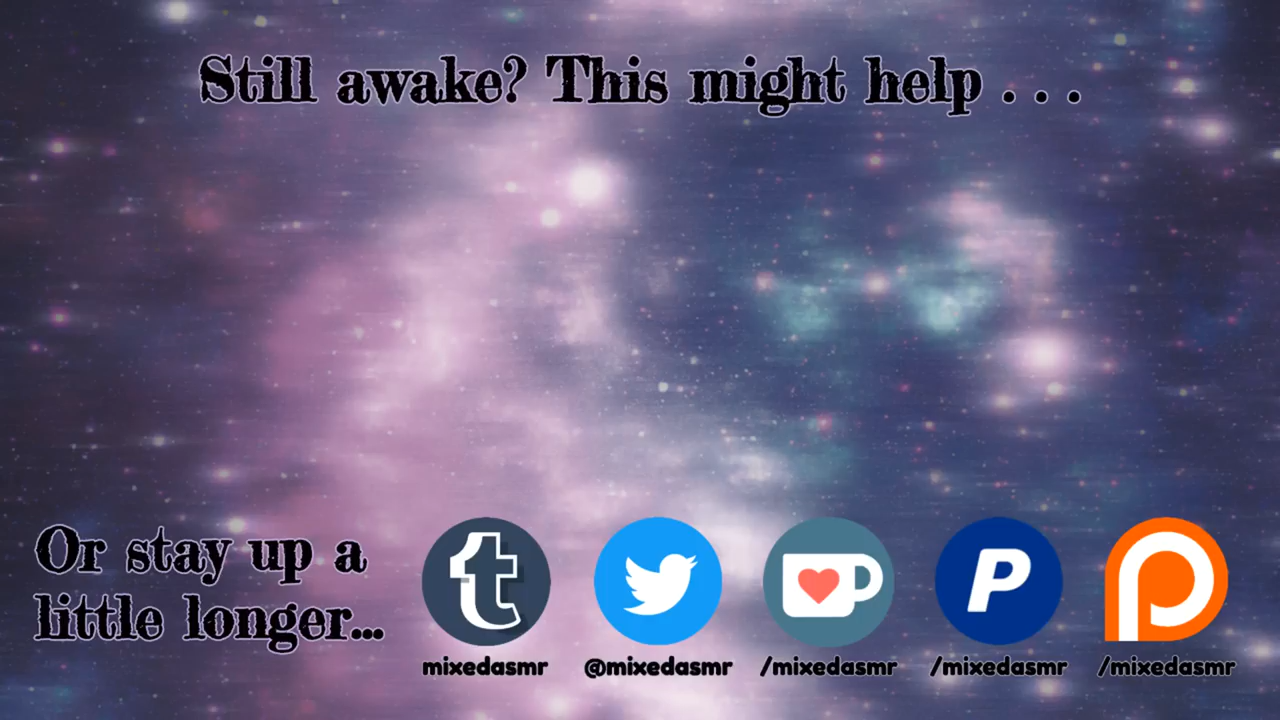 Still awake? This might help . . .
Or stay up a
little longer...
mixedasmr @mixedasmr /mixedasmr /mixedasmr /mixedasmr